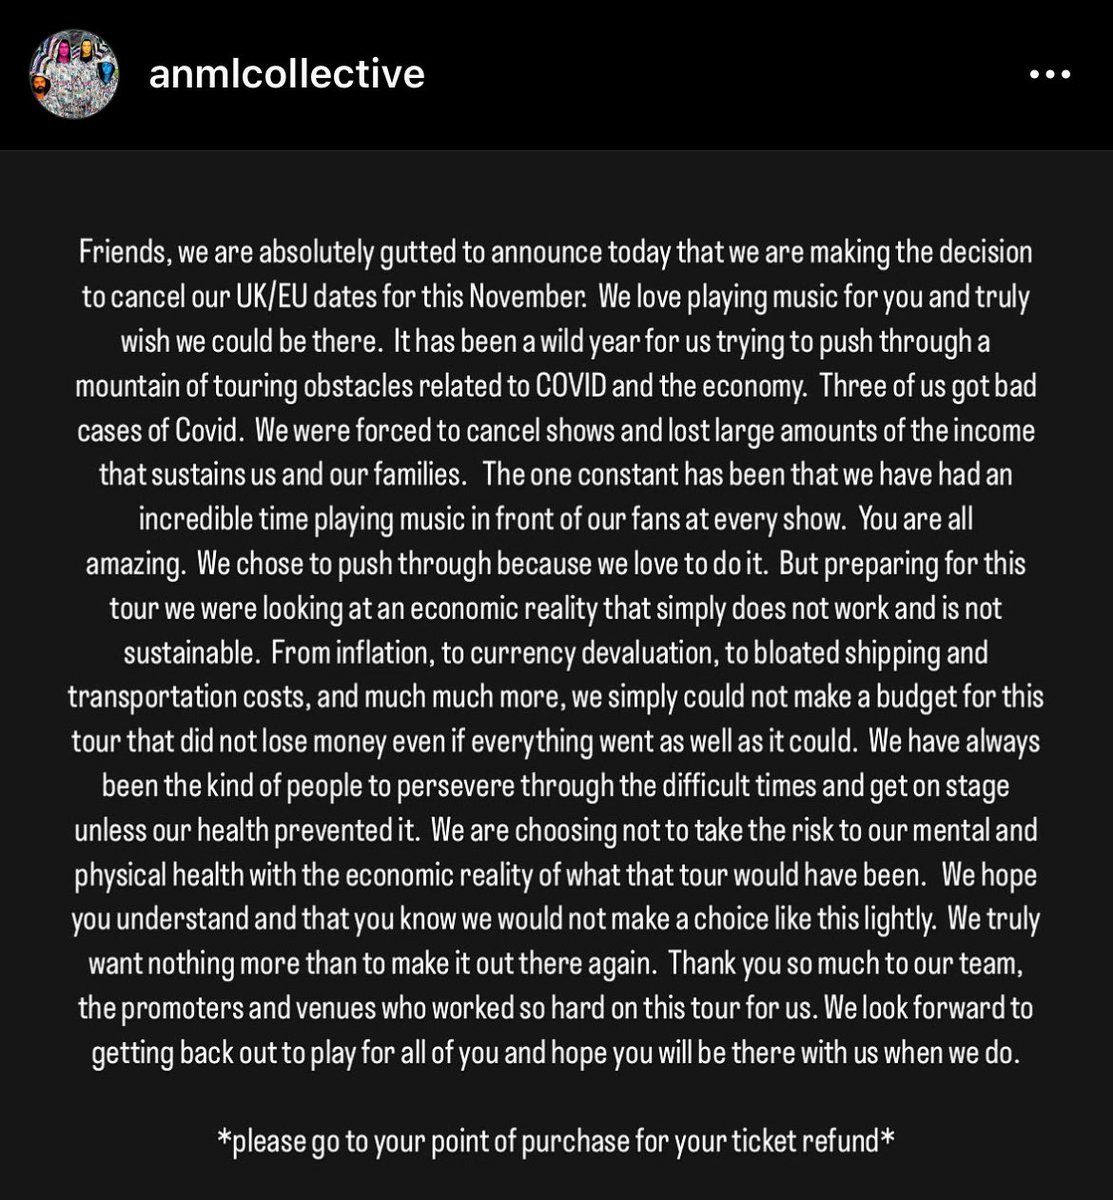 anmlcollective
Friends, we are absolutely gutted to announce today that we are making the decision
to cancel our UK/EU dates for this November.  We love playing music for you and truly
wish we could be there.  It has been a wild year for us trying to push through a
mountain of touring obstacles related to COVID and the economy.  Three of us got bad
cases of Covid.  We were forced to cancel shows and lost large amounts of the income
that sustains us and our families.   The one constant has been that we have had an
incredible time playing music in front of our fans at every show.  You are all
amazing.  We chose to push through because we love to do it.  But preparing for this
tour we were looking at an economic reality that simply does not work and is not
sustainable.  From inflation, to currency devaluation, to bloated shipping and
transportation costs, and much much more, we simply could not make a budget for this
tour that did not lose money even if everything went as well as it could.  We have always
been the kind of people to persevere through the difficult times and get on stage
unless our health prevented it.  We are choosing not to take the risk to our mental and
physical health with the economic reality of what that tour would have been.   We hope
you understand and that you know we would not make a choice like this lightly.  We truly
want nothing more than to make it out there again.  Thank you so much to our team,
the promoters and venues who worked so hard on this tour for us. We look forward to
getting back out to play for all of you and hope you will be there with us when we do.
*please go to your point of purchase for your ticket refund*